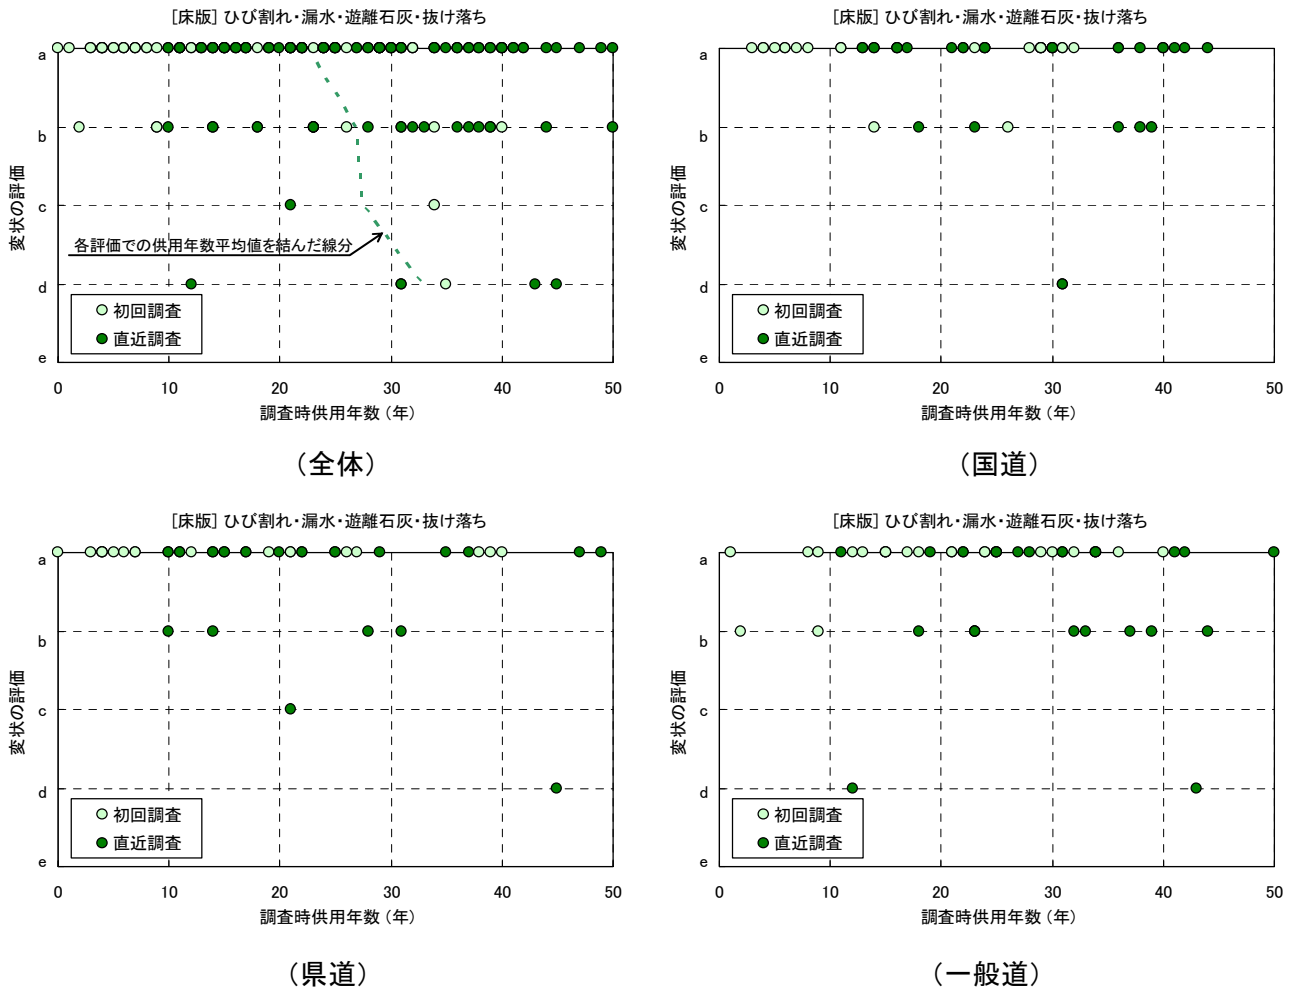 [床版] ひび割れ・漏水・遊離石灰・抜け落ち
a
b
c
d
e
変状の評価
各評価での供用年数平均値を結んだ線分
初回調査
直近調査
0 10 20 30 40 50
調査時供用年数（年）
（全体）
[床版] ひび割れ・漏水・遊離石灰・抜け落ち
a
b
c
d
e
変状の評価
初回調査
直近調査
0 10 20 30 40 50
調査時供用年数（年）
（国道）
[床版] ひび割れ・漏水・遊離石灰・抜け落ち
a
b
c
d
e
変状の評価
初回調査
直近調査
0 10 20 30 40 50
調査時供用年数（年）
（県道）
[床版] ひび割れ・漏水・遊離石灰・抜け落ち
a
b
c
d
e
変状の評価
初回調査
直近調査
0 10 20 30 40 50
調査時供用年数（年）
（一般道）